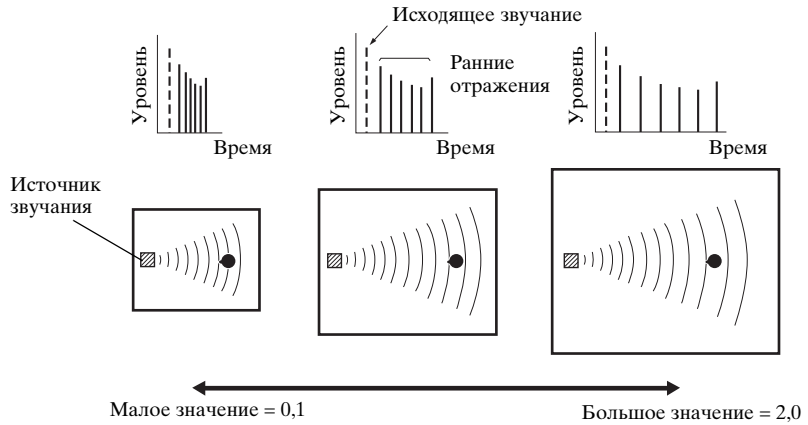 Исходящее звучание
Ранние
отражения
Уровень
Время
Уровень
Время
Уровень
Время
Источник
звучания
Малое значение = 0,1
Большое значение = 2,0